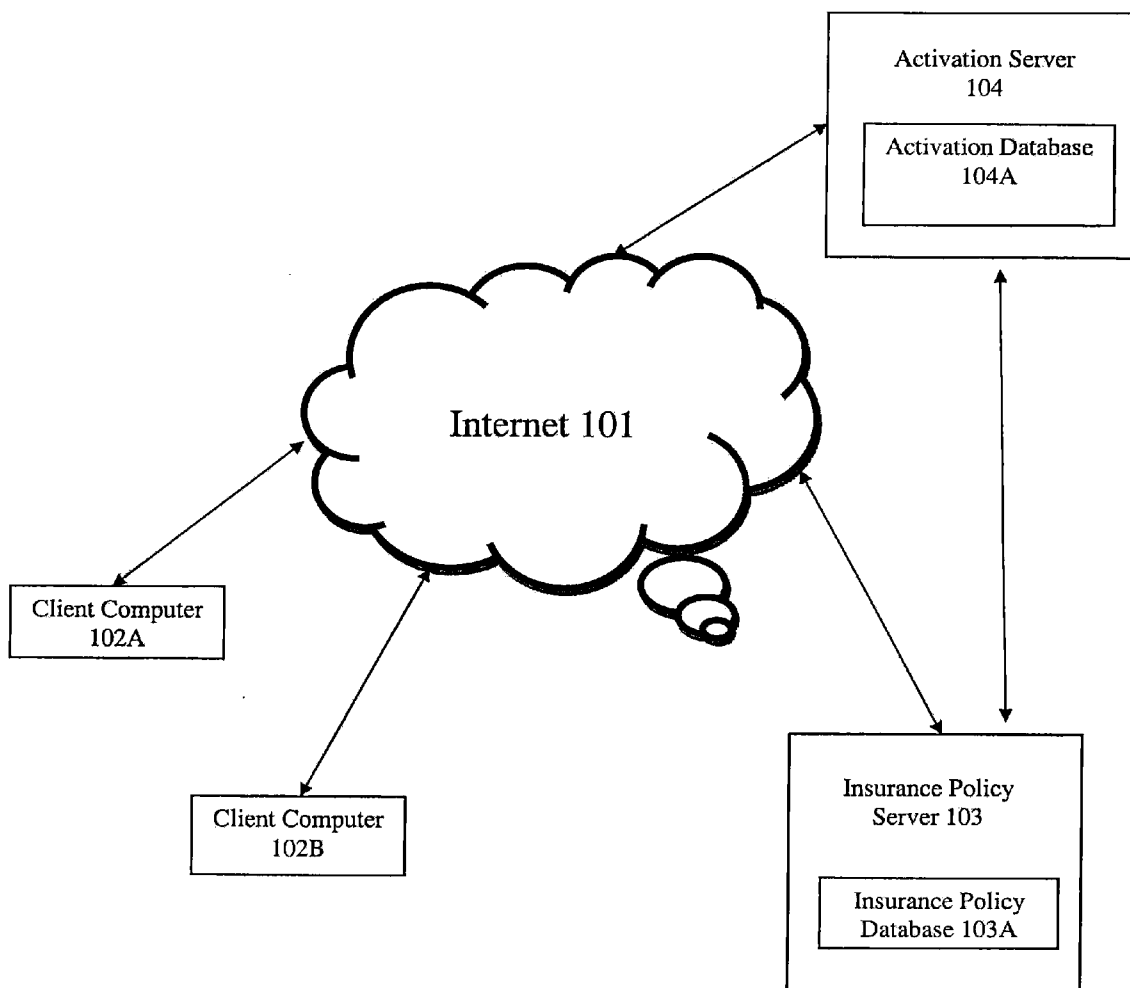 Activation Server
104
Activation Database
104A
Internet 101
Client Computer
102A
Client Computer
102B
Insurance Policy
Server 103
Insurance Policy
Database 103A